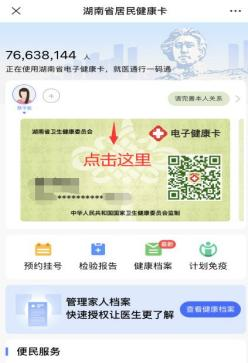 湖南省居民健康卡
76,638,144 人
正在使用湖南省电子健康卡，就医通行一码通
请完善本人关系
湖南省卫生健康委员会
电子健康卡
点击这里
中华人民共和国国家卫生健康委员会监制
最新
预约挂号
检验报告
健康档案
计划免疫
管理家人档案
快速授权让医生更了解
查看健康档案
便民服务